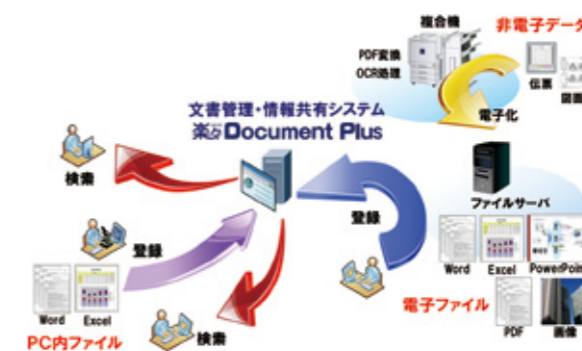 複合機
非電子データ
PDF変換
OCR処理
伝票
図面
電子化
文書管理・情報共有システム
楽々Document Plus
検索
ファイルサーバ
登録
登録
Word
Excel
PowerPoint
Word
Excel
検索
電子ファイル
PDF
画像
PC内ファイル